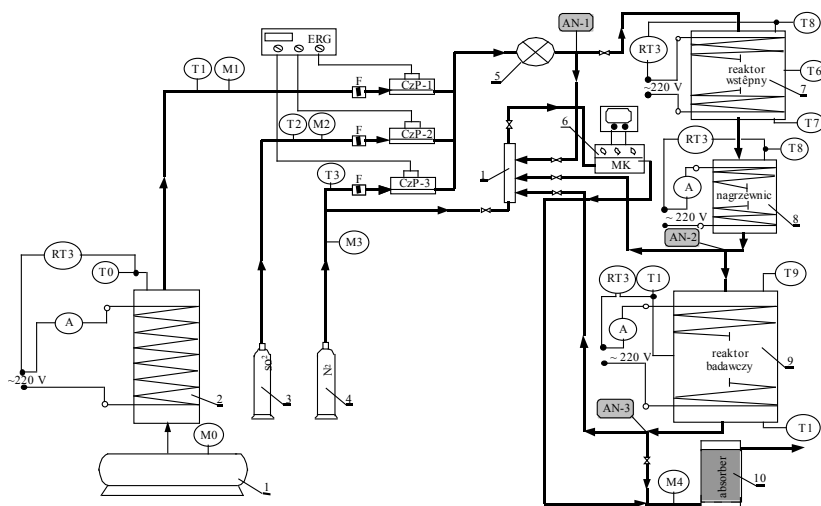 ERG
AN-1
T8
RT3
T1
M1
F
CzP-1
5
reaktor
wstępny
7
T6
~220 V
T7
T2
M2
F
CzP-2
6
MK
1
RT3
T8
T3
F
CzP-3
A
nagrzewnic
8
~ 220 V
M3
AN-2
RT3
T0
RT3
T1
T9
A
A
~ 220 V
reaktor
badawczy
9
~220 V
2
SO2
3
N2
4
AN-3
T1
M0
1
M4
absorber
10